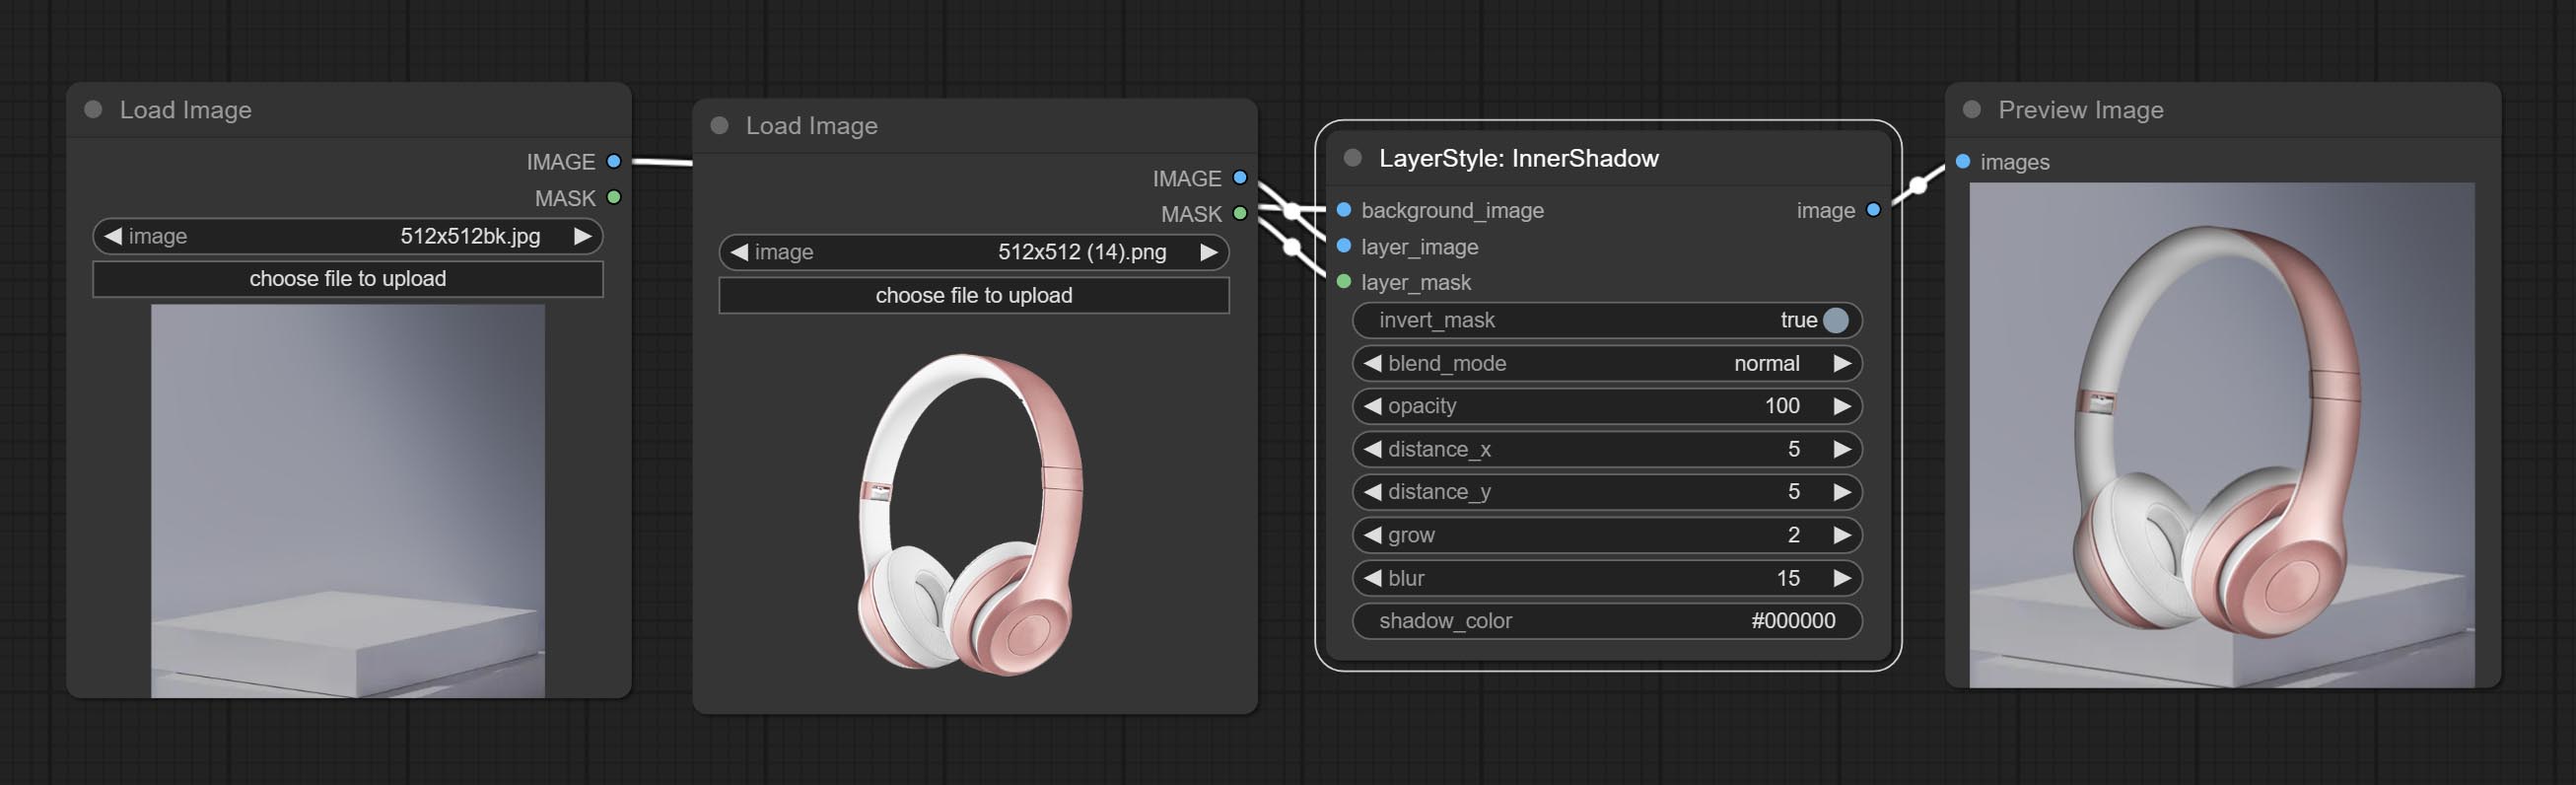 Load Image
IMAGE
MASK
image 512x512bk.jpg
choose file to upload
Load Image
IMAGE
MASK
image 512x512 (14).png
choose file to upload
LayerStyle: InnerShadow
background_image image
layer_image
layer_mask
invert_mask true
blend_mode normal
opacity 100
distance_x 5
distance_y 5
grow 2
blur 15
shadow_color #000000
Preview Image
images